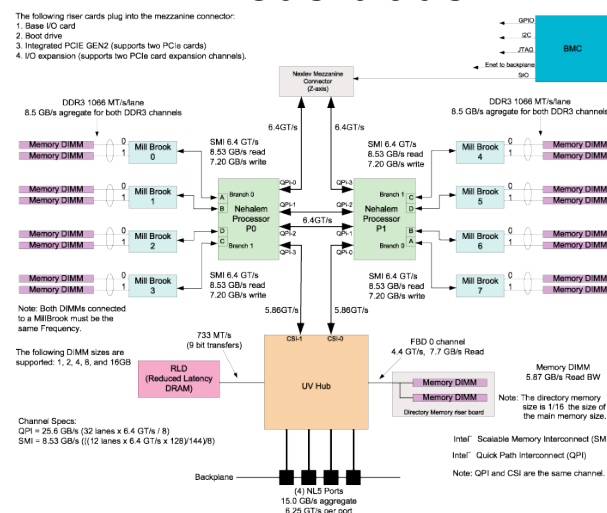 The following riser cards plug into the mezzanine connector:
1. Base I/O card
2. Boot drive
3. Integrated PCIE GEN2 (supports two PCIe cards)
4. I/O expansion (supports two PCIe card expansion channels).
GPIO
I2C
JTAG
Enet to backplane
SIO
BMC
Nexlev Mezzanine
Connector
(Z-axis)
DDR3 1066 MT/s/lane
8.5 GB/s agregate for both DDR3 channels
DDR3 1066 MT/s/lane
8.5 GB/s agregate for both DDR3 channels
6.4GT/s
6.4GT/s
Memory DIMM
Memory DIMM
0
1
Mill Brook
0
SMI 6.4 GT/s
8.53 GB/s read
7.20 GB/s write
SMI 6.4 GT/s
8.53 GB/s read
7.20 GB/s write
Mill Brook
4
0
1
Memory DIMM
Memory DIMM
Memory DIMM
Memory DIMM
0
1
Mill Brook
1
Branch 0
A
B
Nehalem
Processor
P0
D
C
Branch 1
QPI-0
QPI-1
QPI-2
QPI-3
6.4GT/s
QPI-3
QPI-2
QPI-1
QPI-0
Branch 1
C
D
Nehalem
Processor
P1
B
A
Branch 0
Mill Brook
5
0
1
Memory DIMM
Memory DIMM
Memory DIMM
Memory DIMM
0
1
Mill Brook
2
Mill Brook
6
0
1
Memory DIMM
Memory DIMM
Memory DIMM
Memory DIMM
0
1
Mill Brook
3
SMI 6.4 GT/s
8.53 GB/s read
7.20 GB/s write
SMI 6.4 GT/s
8.53 GB/s read
7.20 GB/s write
Mill Brook
7
0
1
Memory DIMM
Memory DIMM
Note: Both DIMMs connected
to a MillBrook must be the
same Frequency.
5.86GT/s
5.86GT/s
The following DIMM sizes are
supported: 1, 2, 4, 8, and 16GB
733 MT/s
(9 bit transfers)
CSI-1
CSI-0
FBD 0 channel
4.4 GT/s, 7.7 GB/s Read
RLD
(Reduced Latency
DRAM)
UV Hub
Memory DIMM
Memory DIMM
Directory Memory riser board
Memory DIMM
5.87 GB/s Read BW
Note: The directory memory
size is 1/16 the size of
the main memory size.
Channel Specs:
QPI = 25.6 GB/s (32 lanes x 6.4 GT/s / 8)
SMI = 8.53 GB/s (((12 lanes x 6.4 GT/s x 128)/144)/8)
Intel¨ Scalable Memory Interconnect (SM
Intel¨ Quick Path Interconnect (QPI)
Note: QPI and CSI are the same channel.
Backplane
(4) NL5 Ports
15.0 GB/s aggregate
6.25 GT/s per port